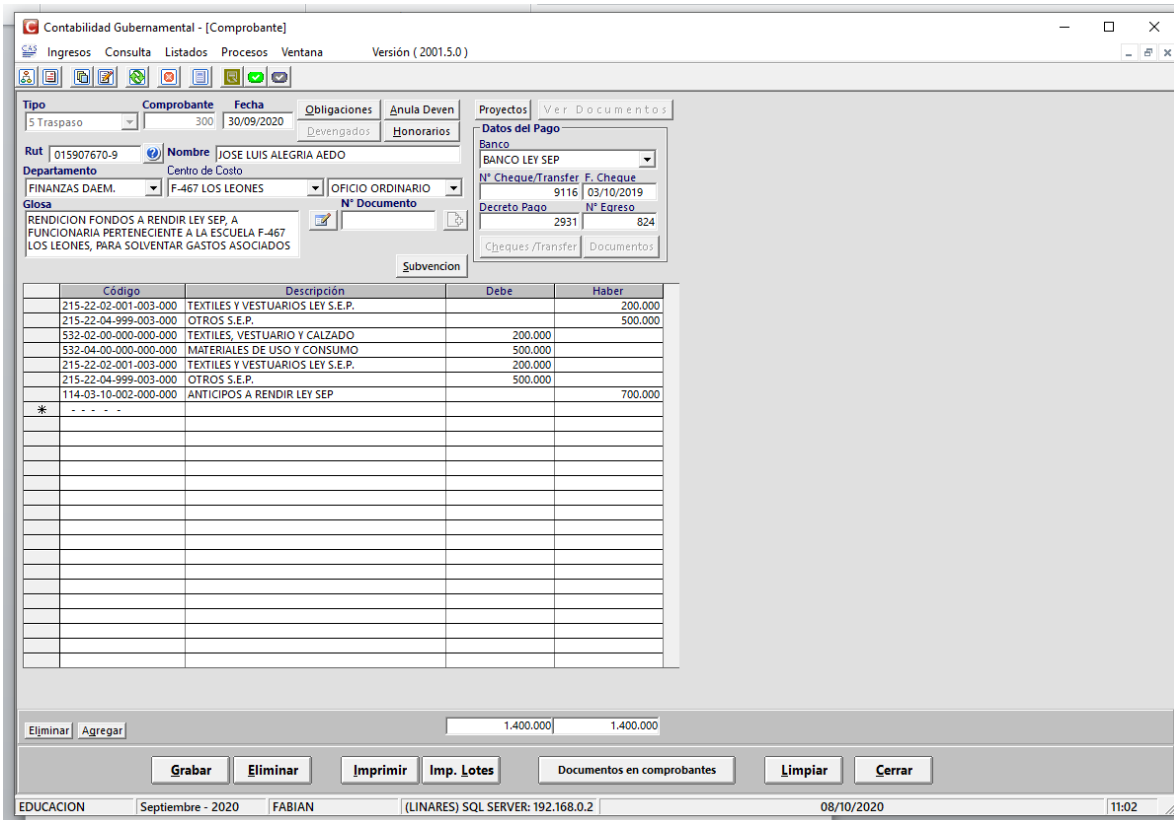 Contabilidad Gubernamental - [Comprobante]
CAS Ingresos Consulta Listados Procesos Ventana Versión ( 2001.5.0 )
Tipo Comprobante Fecha
5 Traspaso 300 30/09/2020
Obligaciones Anula Deven
Devengados Honorarios
Proyectos Ver Documentos
Rut 015907670-9 Nombre JOSE LUIS ALEGRIA AEDO
Departamento Centro de Costo
FINANZAS DAEM. F-467 LOS LEONES OFICIO ORDINARIO
Glosa N° Documento
RENDICION FONDOS A RENDIR LEY SEP, A
FUNCIONARIA PERTENECIENTE A LA ESCUELA F-467
LOS LEONES, PARA SOLVENTAR GASTOS ASOCIADOS
Subvencion
Datos del Pago
Banco
BANCO LEY SEP
N° Cheque/Transfer F. Cheque
9116 03/10/2019
Decreto Pago N° Egreso
2931 824
Cheques /Transfer Documentos
Código Descripción Debe Haber
215-22-02-001-003-000 TEXTILES Y VESTUARIOS LEY S.E.P. 200.000
215-22-04-999-003-000 OTROS S.E.P. 500.000
532-02-00-000-000-000 TEXTILES, VESTUARIO Y CALZADO 200.000
532-04-00-000-000-000 MATERIALES DE USO Y CONSUMO 500.000
215-22-02-001-003-000 TEXTILES Y VESTUARIOS LEY S.E.P. 200.000
215-22-04-999-003-000 OTROS S.E.P. 500.000
114-03-10-002-000-000 ANTICIPOS A RENDIR LEY SEP 700.000
* - - - - -
Eliminar Agregar 1.400.000 1.400.000
Grabar Eliminar Imprimir Imp. Lotes Documentos en comprobantes Limpiar Cerrar
EDUCACION Septiembre - 2020 FABIAN (LINARES) SQL SERVER: 192.168.0.2 08/10/2020 11:02